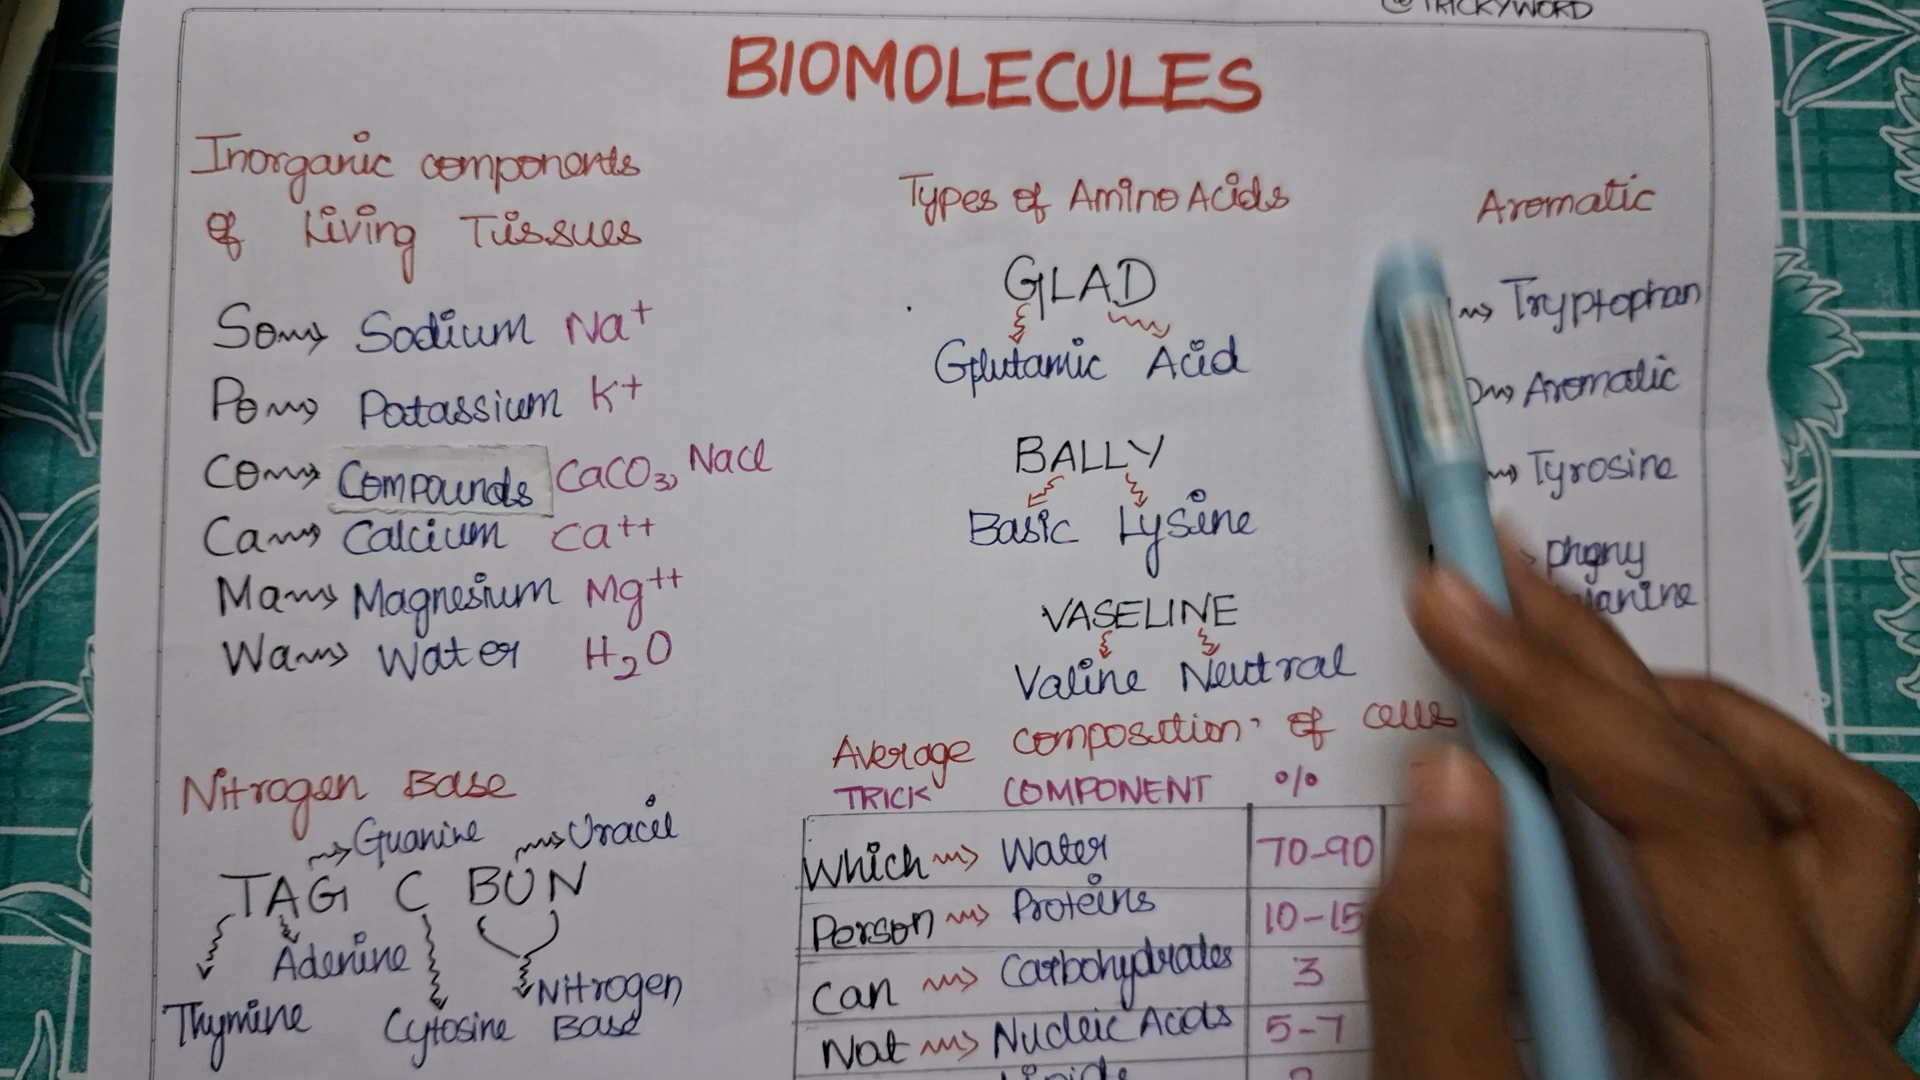 @TRICKYWORD
BIOMOLECULES
Inorganic components
of Living Tissues
So Sodium Na+
Po Potassium K+
Co Compounds CaCO3, NaCl
Ca Calcium Ca++
Ma Magnesium Mg++
Wa Water H2O
Nitrogen Base
Guanine Uracil
TAG C BUN
Adenine Nitrogen
Thymine Cytosine Base
Types of Amino Acids
GLAD
Glutamic Acid
BALLY
Basic Lysine
VASELINE
Valine Neutral
Aromatic
Tryptophan
Aromatic
Tyrosine
Average composition of cells
TRICK COMPONENT %
Which Water 70-90
Person Proteins 10-15
Can Carbohydrates 3
Not Nucleic Acids 5-7